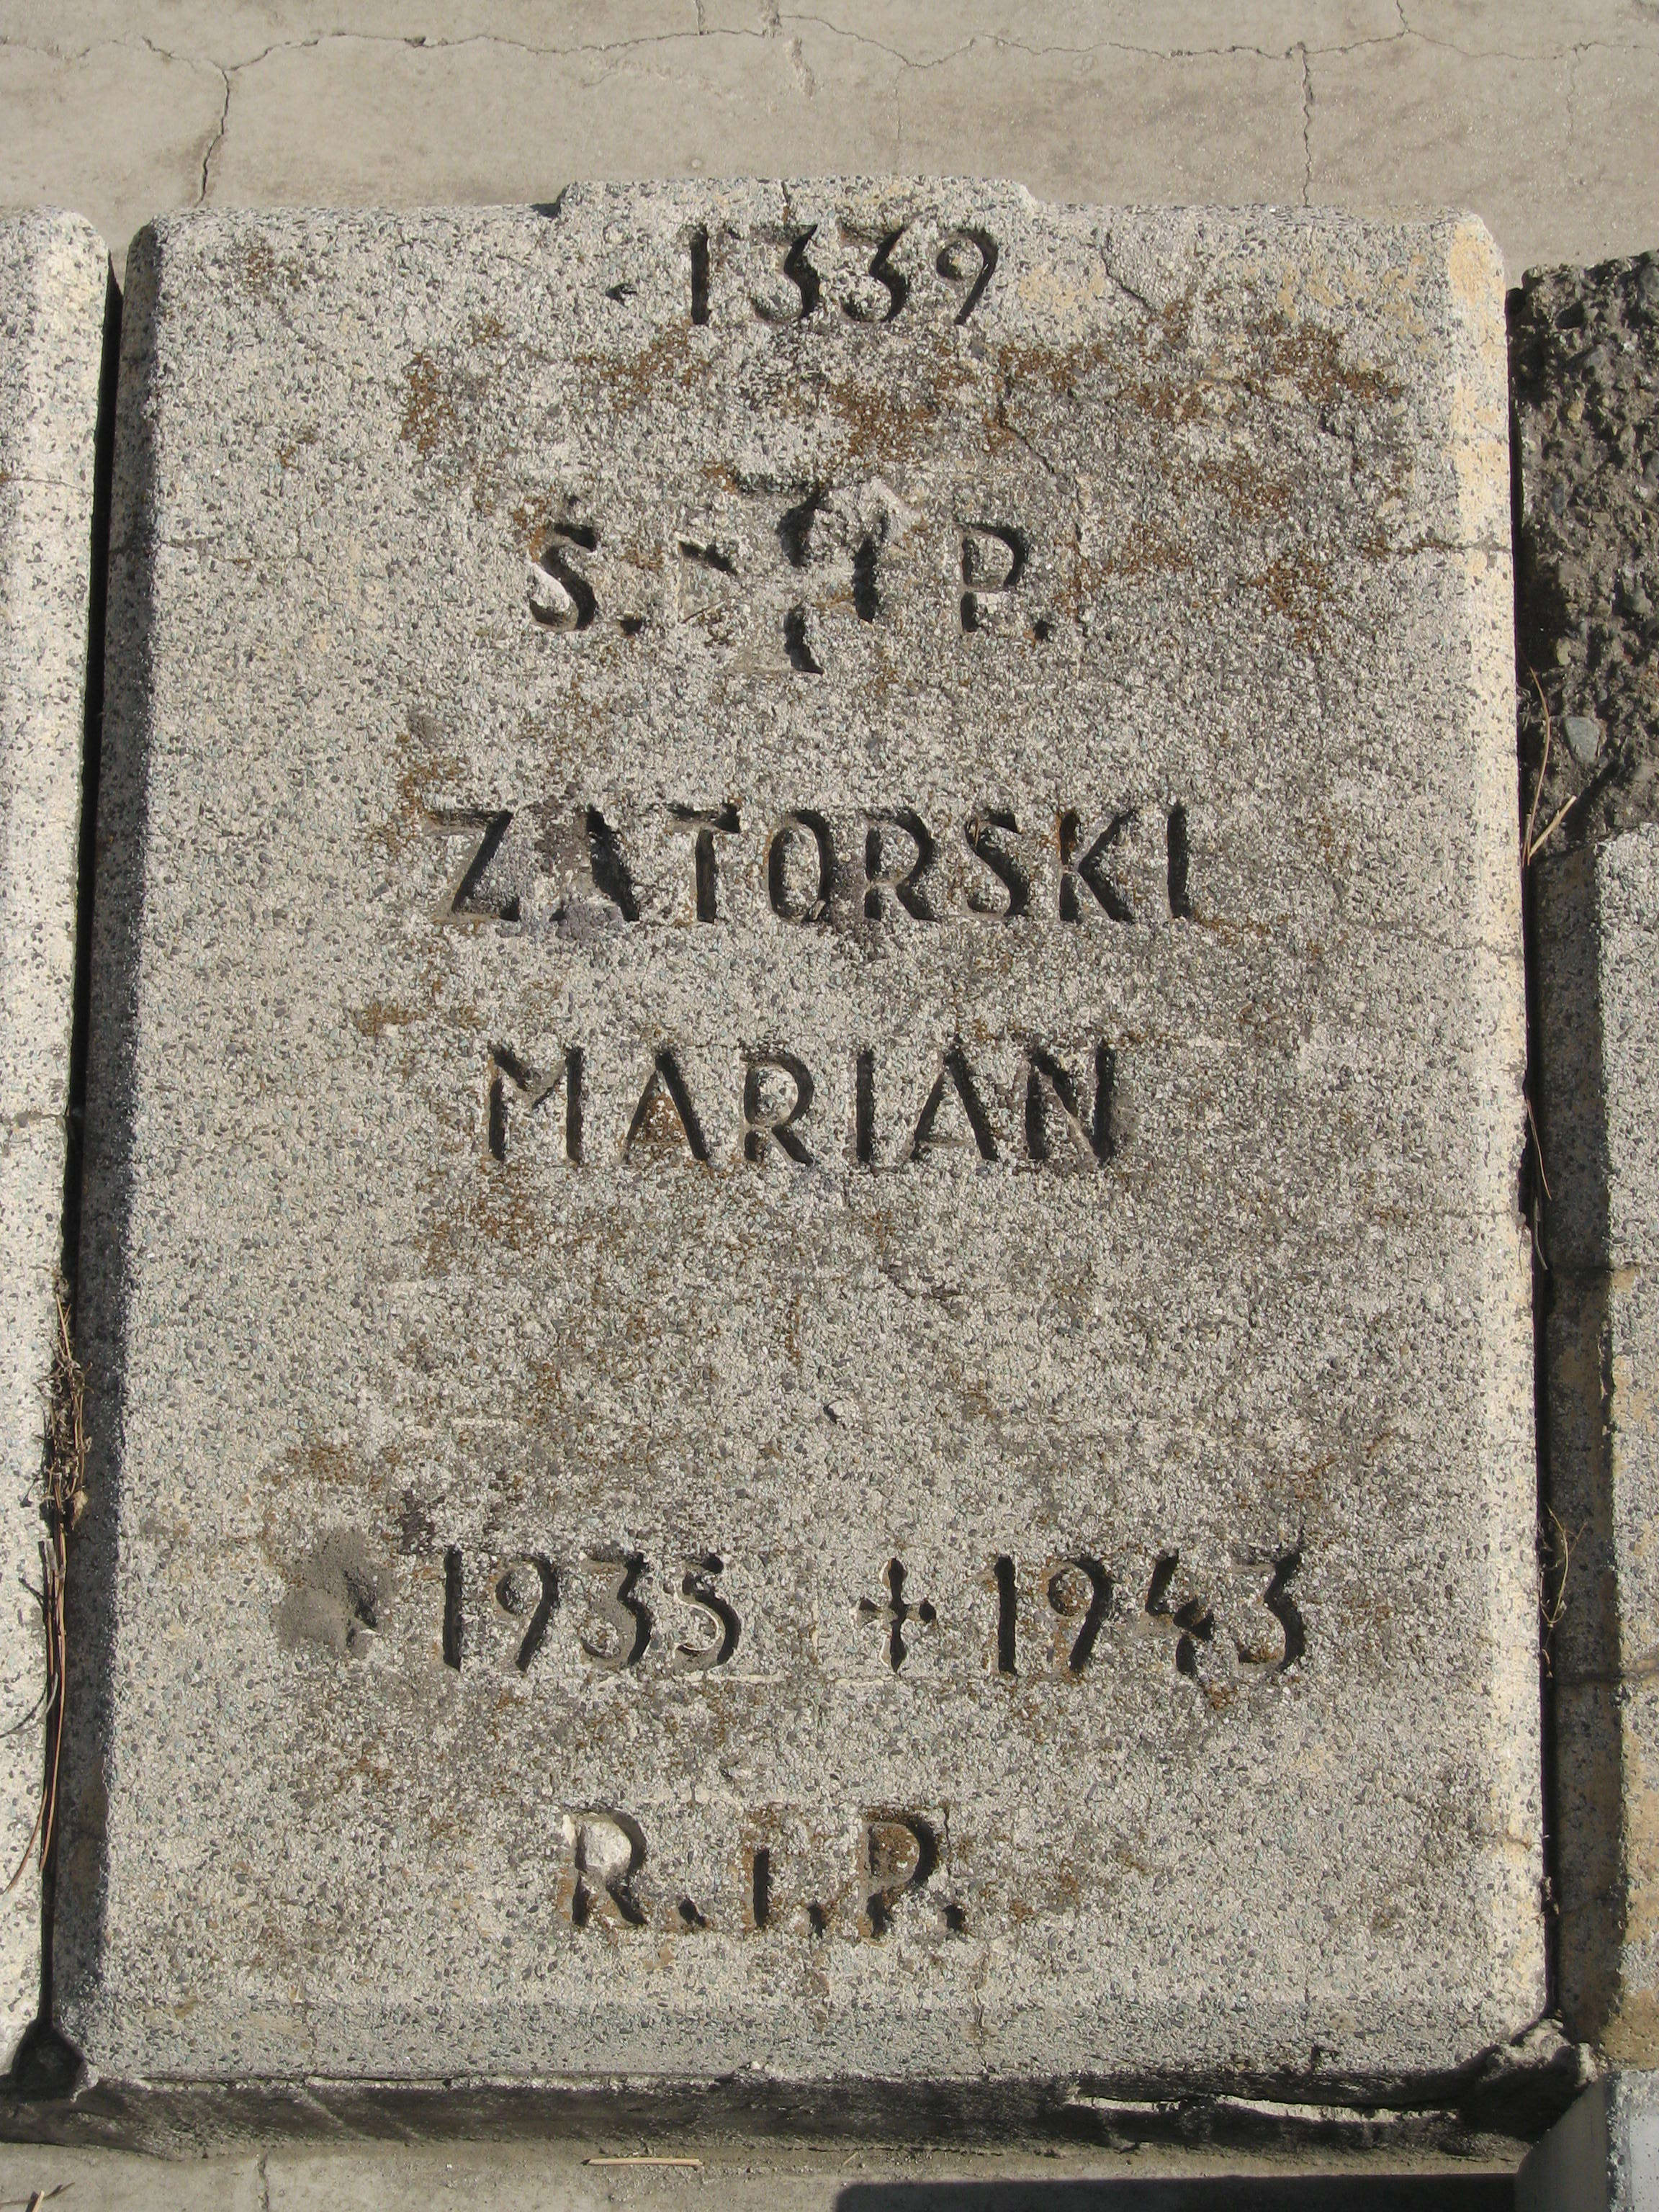 1339
S. P.
ZATORSKI
MARIAN
1935 + 1943
R.I.P.